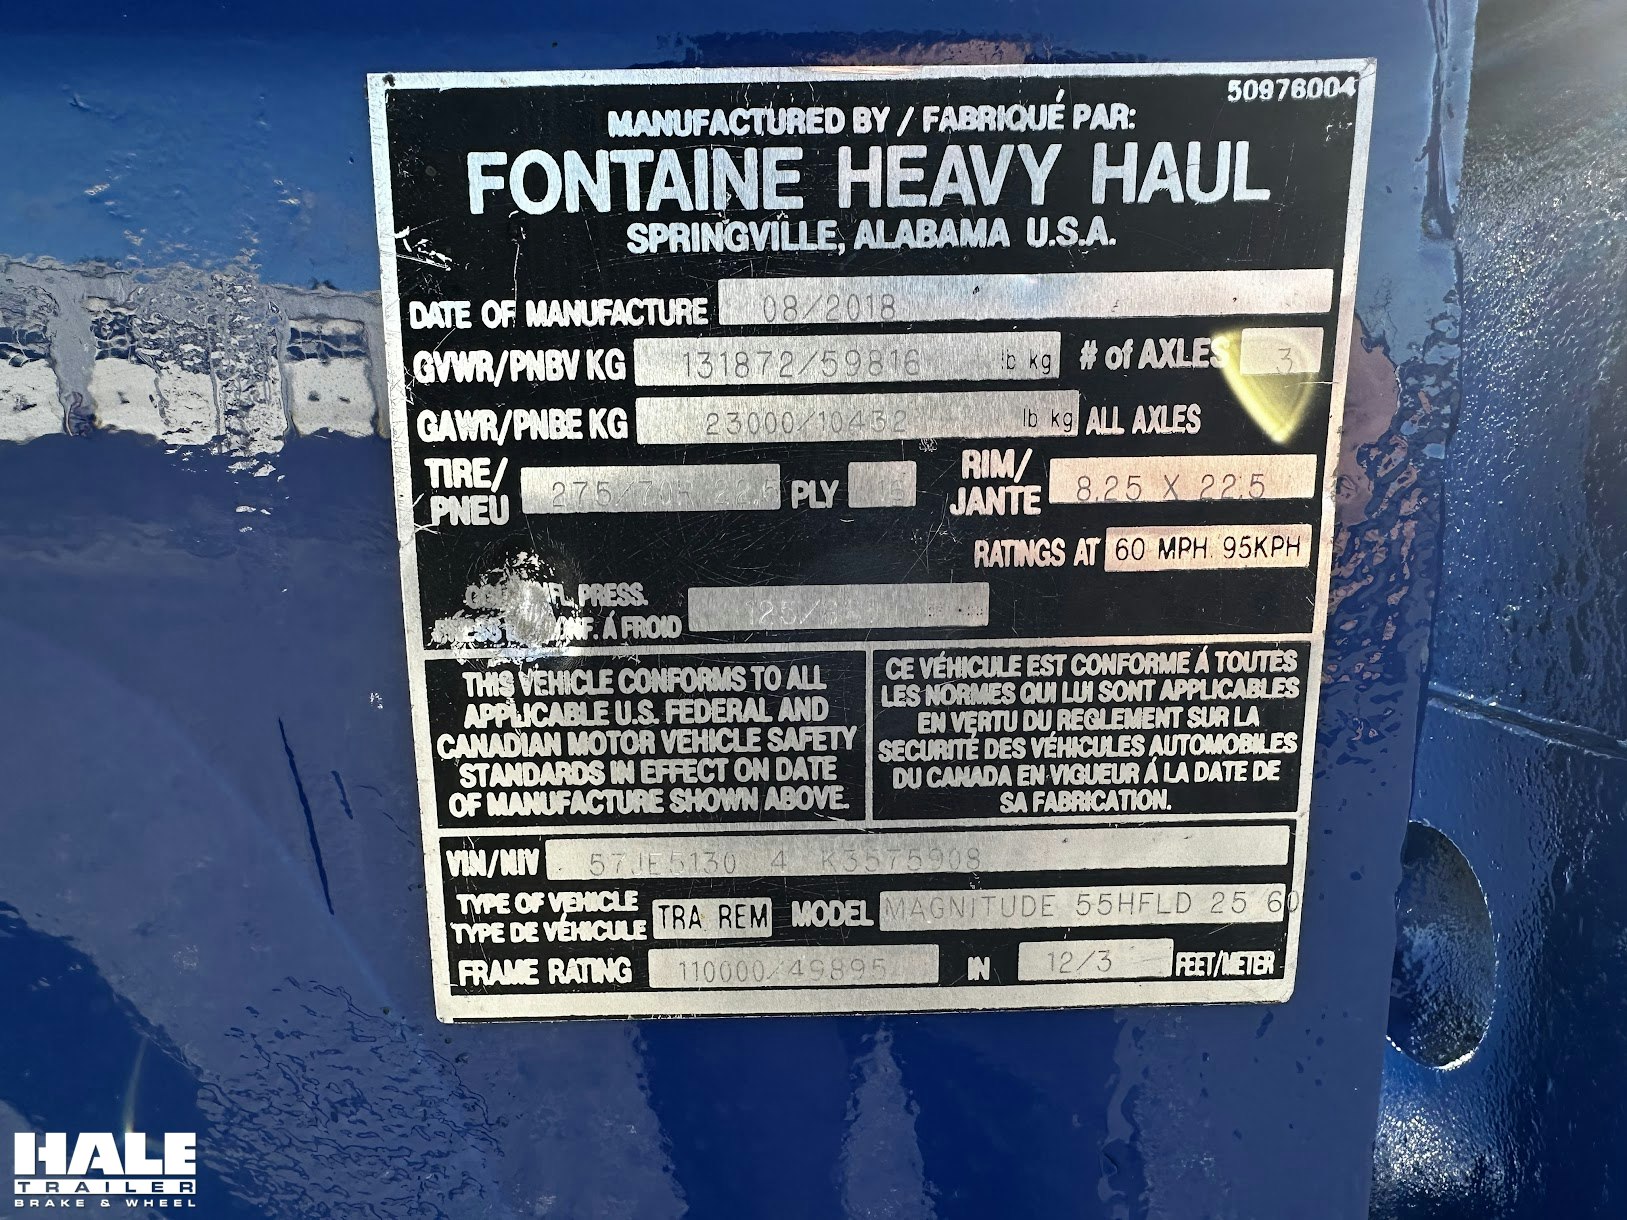 50976004
MANUFACTURED BY / FABRIQUÉ PAR:
FONTAINE HEAVY HAUL
SPRINGVILLE, ALABAMA U.S.A.
DATE OF MANUFACTURE 08/2018
GVWR/PNBV KG 131872/59816 lb kg # of AXLES 3
GAWR/PNBE KG 23000/10432 lb kg ALL AXLES
TIRE/
PNEU 275/70R 22.5 PLY
RIM/
JANTE 8.25 X 22.5
RATINGS AT 60 MPH 95KPH
PRESS.
À FROID
THIS VEHICLE CONFORMS TO ALL
APPLICABLE U.S. FEDERAL AND
CANADIAN MOTOR VEHICLE SAFETY
STANDARDS IN EFFECT ON DATE
OF MANUFACTURE SHOWN ABOVE.
CE VÉHICULE EST CONFORME À TOUTES
LES NORMES QUI LUI SONT APPLICABLES
EN VERTU DU REGLEMENT SUR LA
SECURITÉ DES VÉHICULES AUTOMOBILES
DU CANADA EN VIGUEUR À LA DATE DE
SA FABRICATION.
VIN/NIV 57JE5130 4 K3575908
TYPE OF VEHICLE
TYPE DE VÉHICULE TRA REM MODEL MAGNITUDE 55HFLD 25 60
FRAME RATING 110000/49895 IN 12/3 FEET/METER
HALE
TRAILER
BRAKE & WHEEL